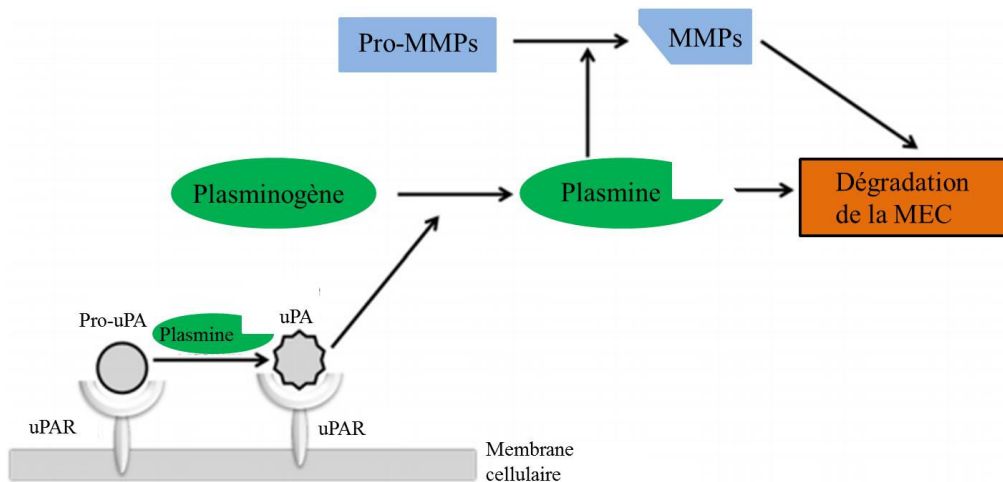 Pro-MMPs
MMPs
Plasminogène
Plasmine
Dégradation
de la MEC
Pro-uPA
Plasmine
uPA
uPAR
uPAR
Membrane
cellulaire